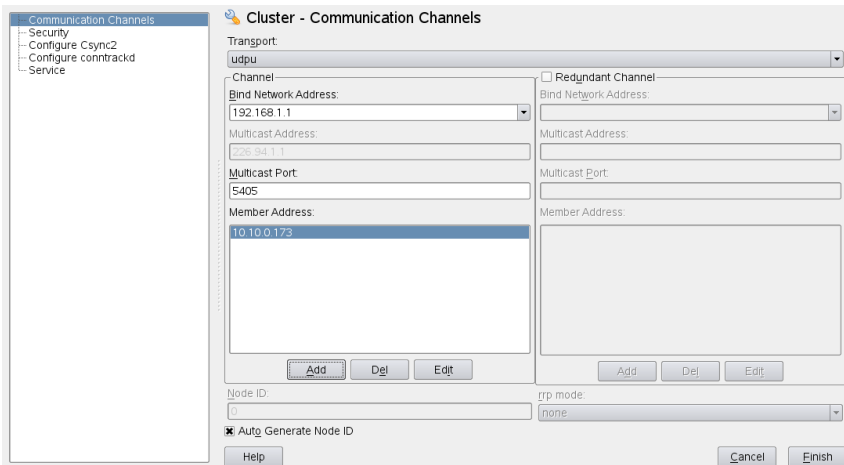 Communication Channels
Security
Configure Csync2
Configure conntrackd
Service
Cluster - Communication Channels
Transport:
udpu
Channel
Bind Network Address:
192.168.1.1
Multicast Address:
226.94.1.1
Multicast Port:
5405
Member Address:
10.10.0.173
Add Del Edit
Redundant Channel
Bind Network Address:
Multicast Address:
Multicast Port:
Member Address:
Add Del Edit
Node ID:
0
rrp mode:
none
Auto Generate Node ID
Help Cancel Finish